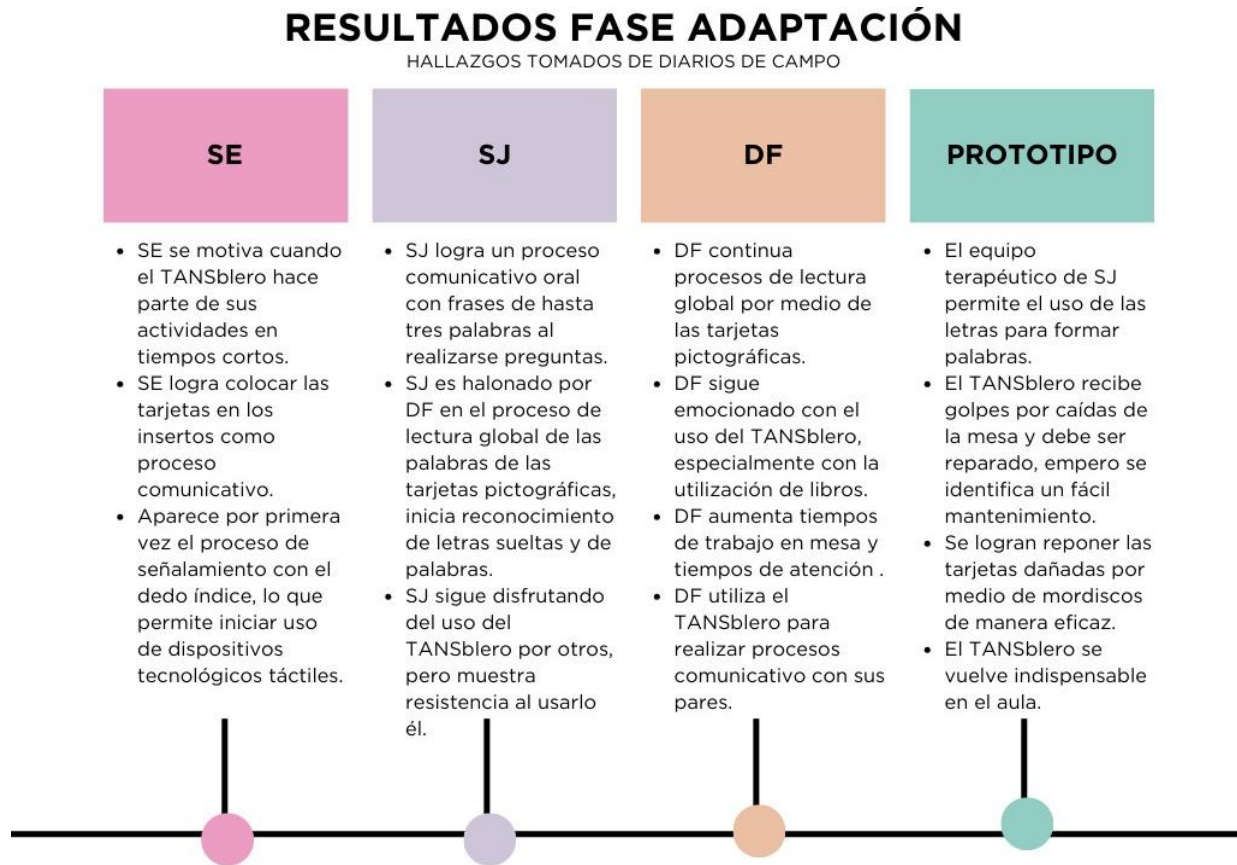 RESULTADOS FASE ADAPTACIÓN
HALLAZGOS TOMADOS DE DIARIOS DE CAMPO
SE
• SE se motiva cuando
el TANSblero hace
parte de sus
actividades en
tiempos cortos.
• SE logra colocar las
tarjetas en los
insertos como
proceso
comunicativo.
• Aparece por primera
vez el proceso de
señalamiento con el
dedo índice, lo que
permite iniciar uso
de dispositivos
tecnológicos táctiles.
SJ
• SJ logra un proceso
comunicativo oral
con frases de hasta
tres palabras al
realizarse preguntas.
• SJ es halonado por
DF en el proceso de
lectura global de las
palabras de las
tarjetas pictográficas,
inicia reconocimiento
de letras sueltas y de
palabras.
• SJ sigue disfrutando
del uso del
TANSblero por otros,
pero muestra
resistencia al usarlo
él.
DF
• DF continua
procesos de lectura
global por medio de
las tarjetas
pictográficas.
• DF sigue
emocionado con el
uso del TANSblero,
especialmente con la
utilización de libros.
• DF aumenta tiempos
de trabajo en mesa y
tiempos de atención .
• DF utiliza el
TANSblero para
realizar procesos
comunicativo con sus
pares.
PROTOTIPO
• El equipo
terapéutico de SJ
permite el uso de las
letras para formar
palabras.
• El TANSblero recibe
golpes por caídas de
la mesa y debe ser
reparado, empero se
identifica un fácil
mantenimiento.
• Se logran reponer las
tarjetas dañadas por
medio de mordiscos
de manera eficaz.
• El TANSblero se
vuelve indispensable
en el aula.